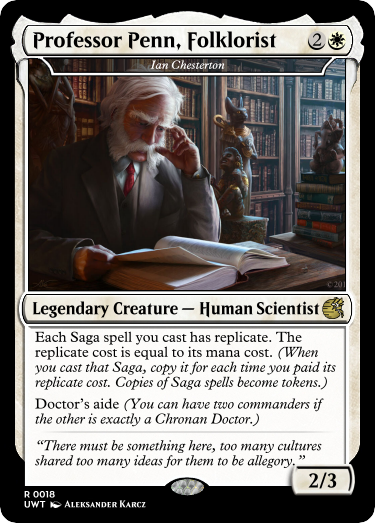 Professor Penn, Folklorist 2
Ian Chesterton
©201
Legendary Creature — Human Scientist
Each Saga spell you cast has replicate. The
replicate cost is equal to its mana cost. (When
you cast that Saga, copy it for each time you paid its
replicate cost. Copies of Saga spells become tokens.)
Doctor's aide (You can have two commanders if
the other is exactly a Chronan Doctor.)
“There must be something here, too many cultures
shared too many ideas for them to be allegory.”
2/3
R 0018
UWT Aleksander Karcz